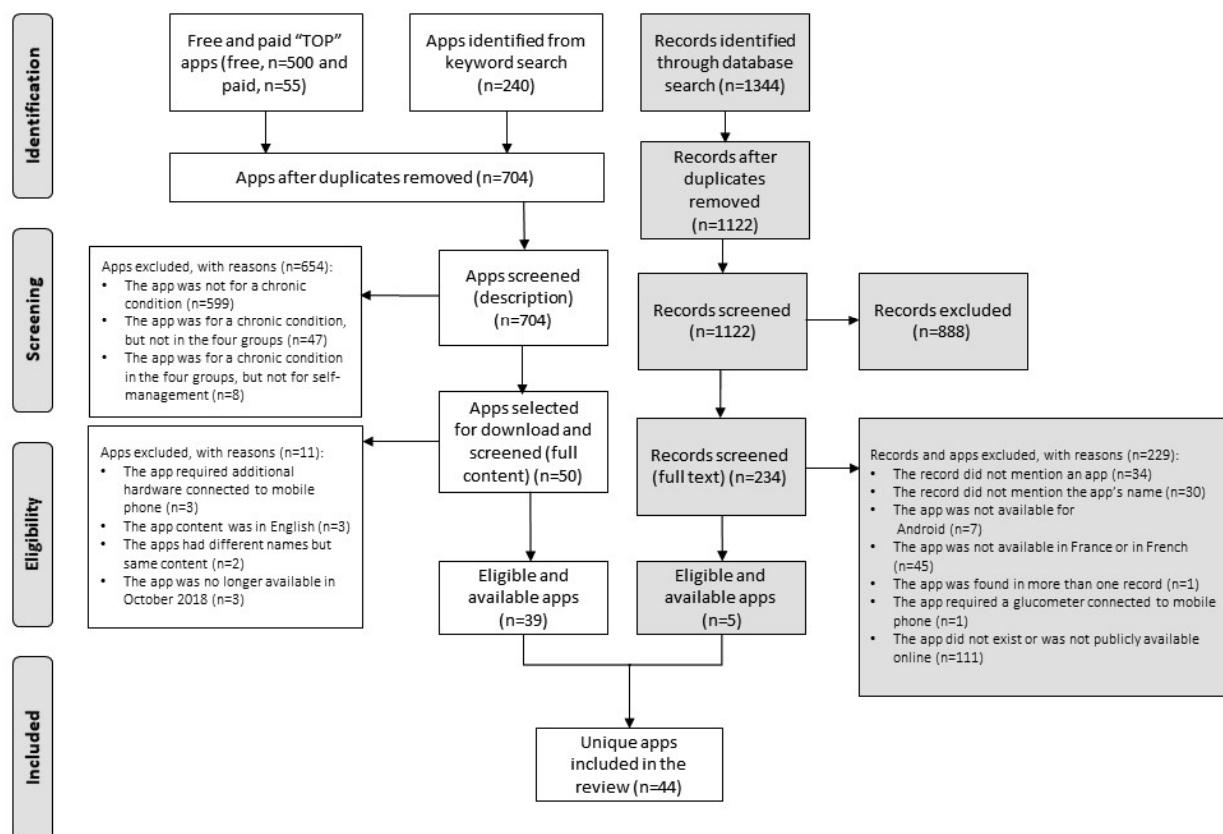 Identification
Free and paid “TOP”
apps (free, n=500 and
paid, n=55)
Apps identified from
keyword search
(n=240)
Records identified
through database
search (n=1344)
Apps after duplicates removed (n=704)
Records after
duplicates
removed
(n=1122)
Screening
Apps excluded, with reasons (n=654):
• The app was not for a chronic
condition (n=599)
• The app was for a chronic condition,
but not in the four groups (n=47)
• The app was for a chronic condition
in the four groups, but not for self-
management (n=8)
Apps screened
(description)
(n=704)
Records screened
(n=1122)
Records excluded
(n=888)
Eligibility
Apps excluded, with reasons (n=11):
• The app required additional
hardware connected to mobile
phone (n=3)
• The app content was in English (n=3)
• The apps had different names but
same content (n=2)
• The app was no longer available in
October 2018 (n=3)
Apps selected
for download and
screened (full
content) (n=50)
Records screened
(full text) (n=234)
Records and apps excluded, with reasons (n=229):
• The record did not mention an app (n=34)
• The record did not mention the app’s name (n=30)
• The app was not available for
Android (n=7)
• The app was not available in France or in French
(n=45)
• The app was found in more than one record (n=1)
• The app required a glucometer connected to mobile
phone (n=1)
• The app did not exist or was not publicly available
online (n=111)
Eligible and
available apps
(n=39)
Eligible and
available apps
(n=5)
Included
Unique apps
included in the
review (n=44)